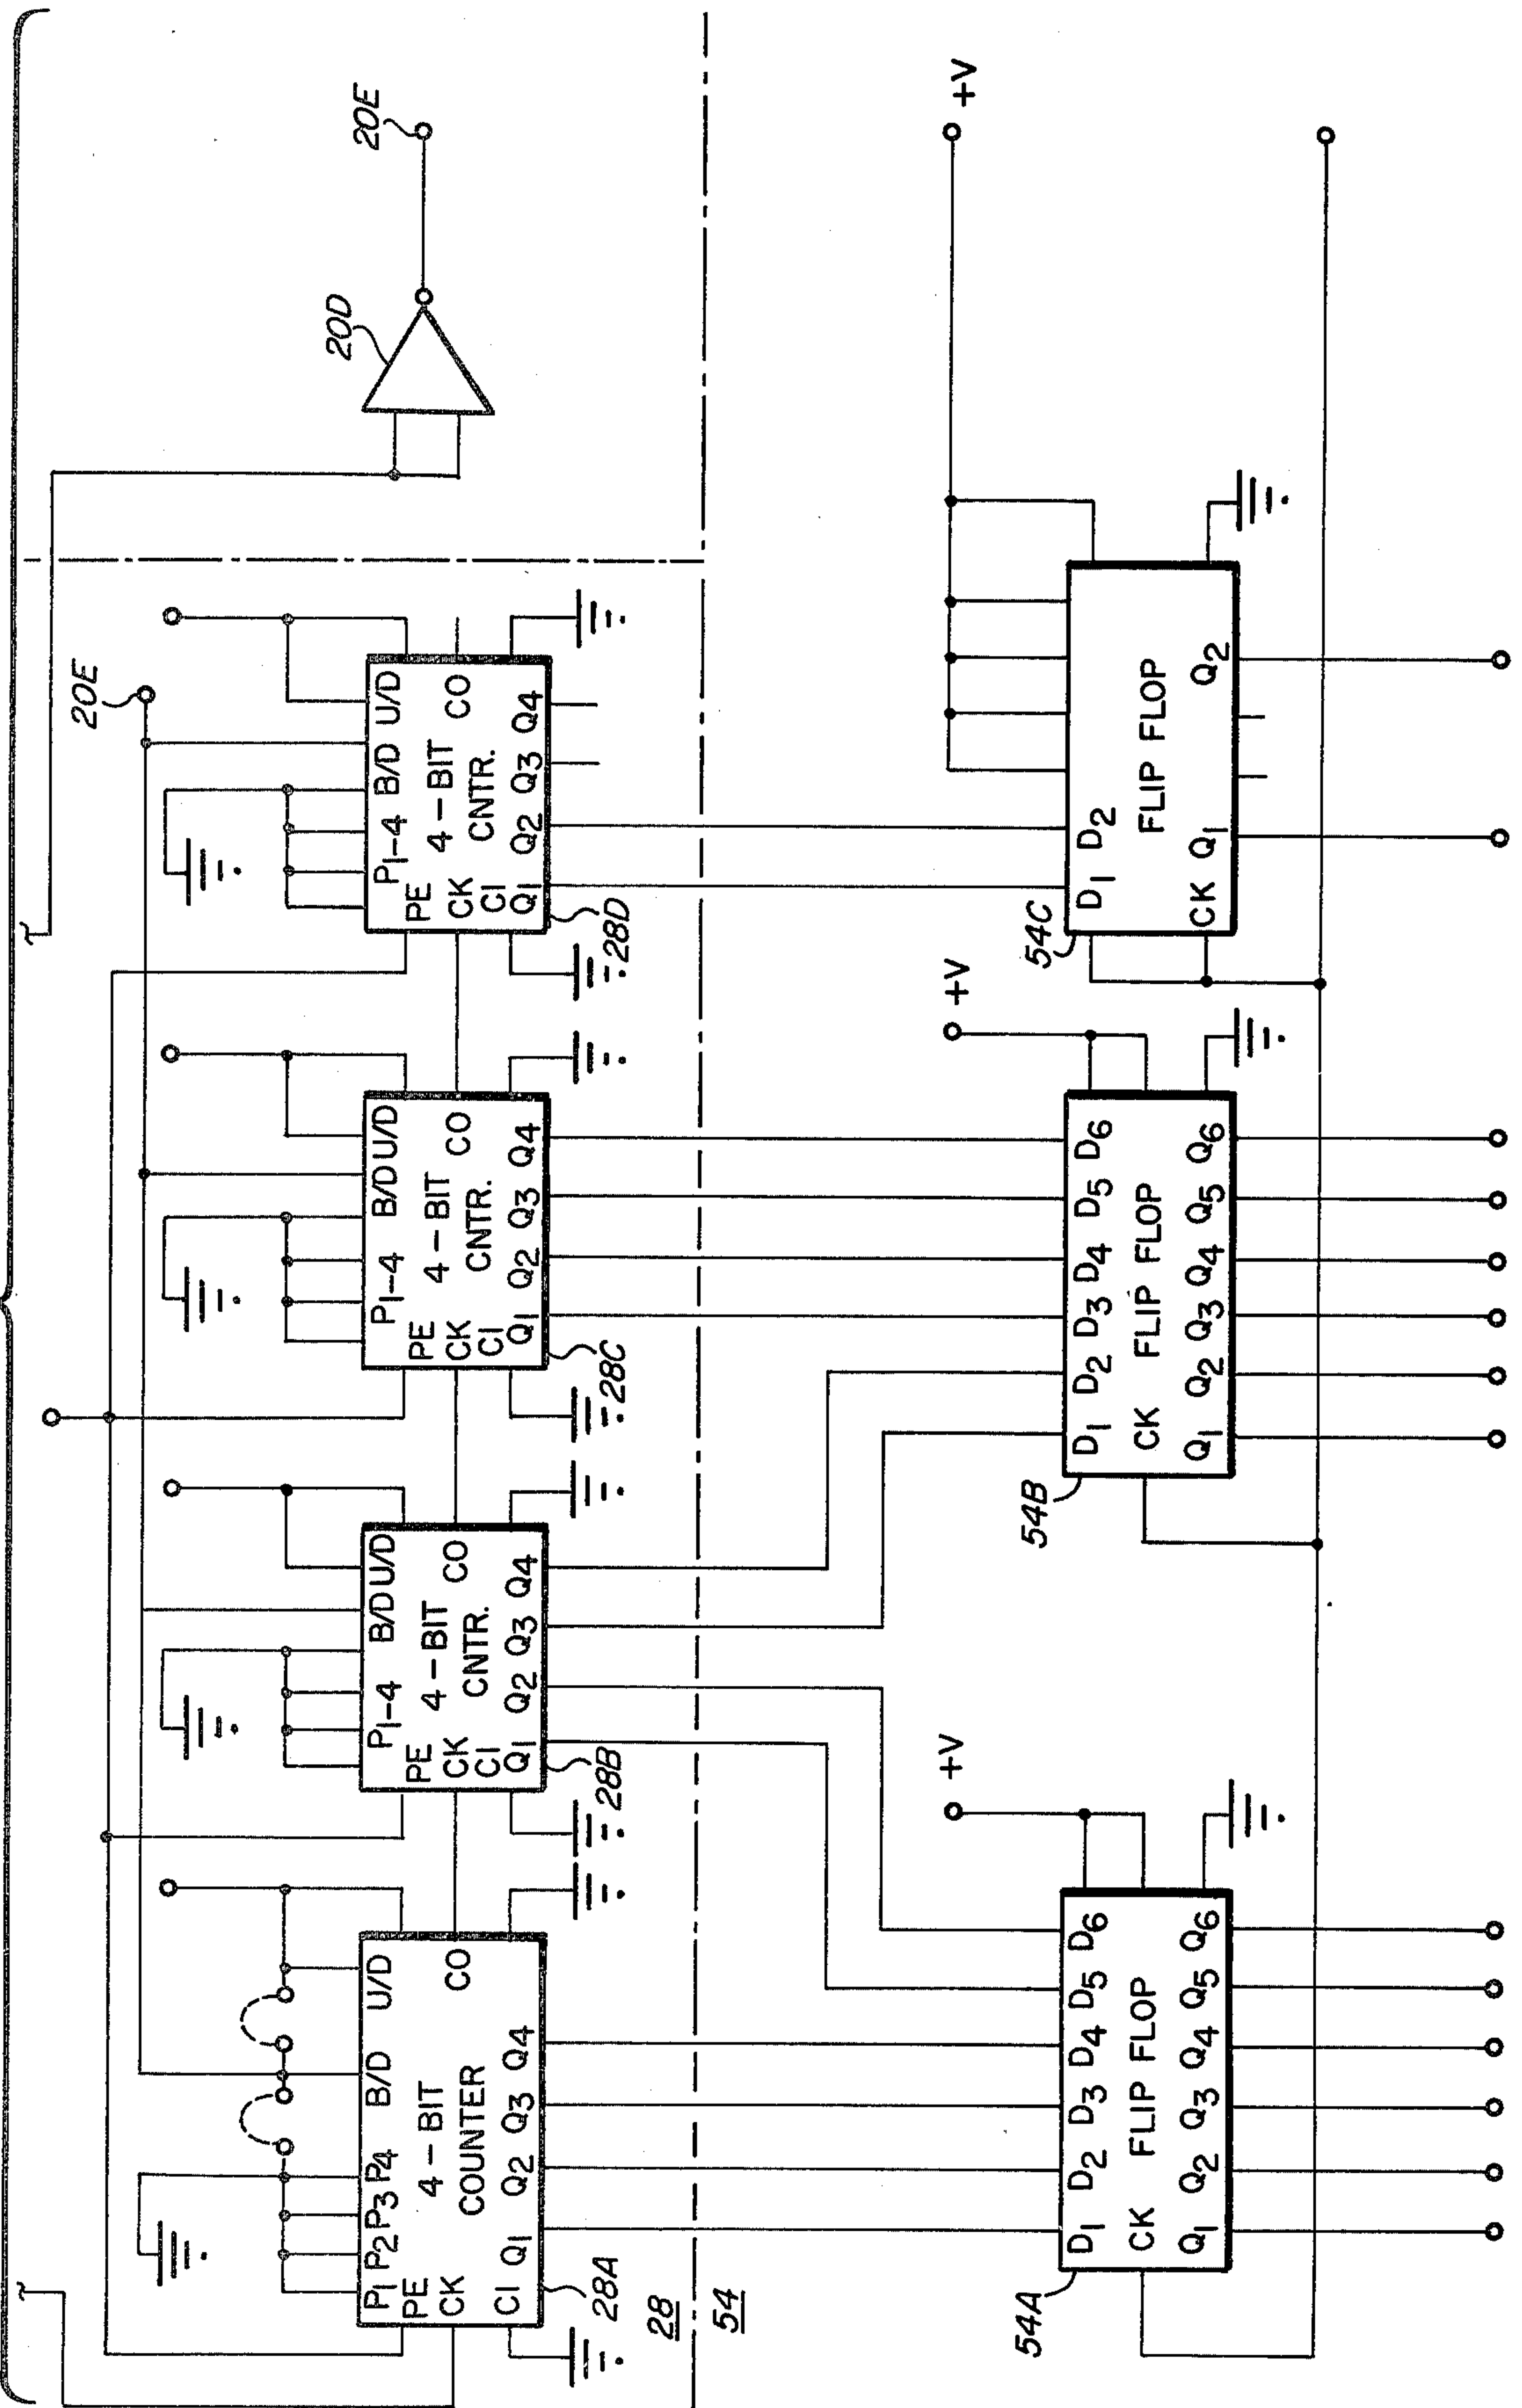 20E
20D
20E
P1 P2 P3 P4 B/D U/D
PE
CK
CI
4-BIT
COUNTER
CO
Q1 Q2 Q3 Q4
28A
P1-4 B/D U/D
PE
CK
CI
4-BIT
CNTR.
CO
Q1 Q2 Q3 Q4
28B
P1-4 B/D U/D
PE
CK
CI
4-BIT
CNTR.
CO
Q1 Q2 Q3 Q4
28C
P1-4 B/D U/D
PE
CK
CI
4-BIT
CNTR.
CO
Q1 Q2 Q3 Q4
28D
28
54
+V
+V
+V
54A
D1 D2 D3 D4 D5 D6
CK FLIP FLOP
Q1 Q2 Q3 Q4 Q5 Q6
54B
D1 D2 D3 D4 D5 D6
CK FLIP FLOP
Q1 Q2 Q3 Q4 Q5 Q6
54C
D1 D2
FLIP FLOP
CK Q1 Q2